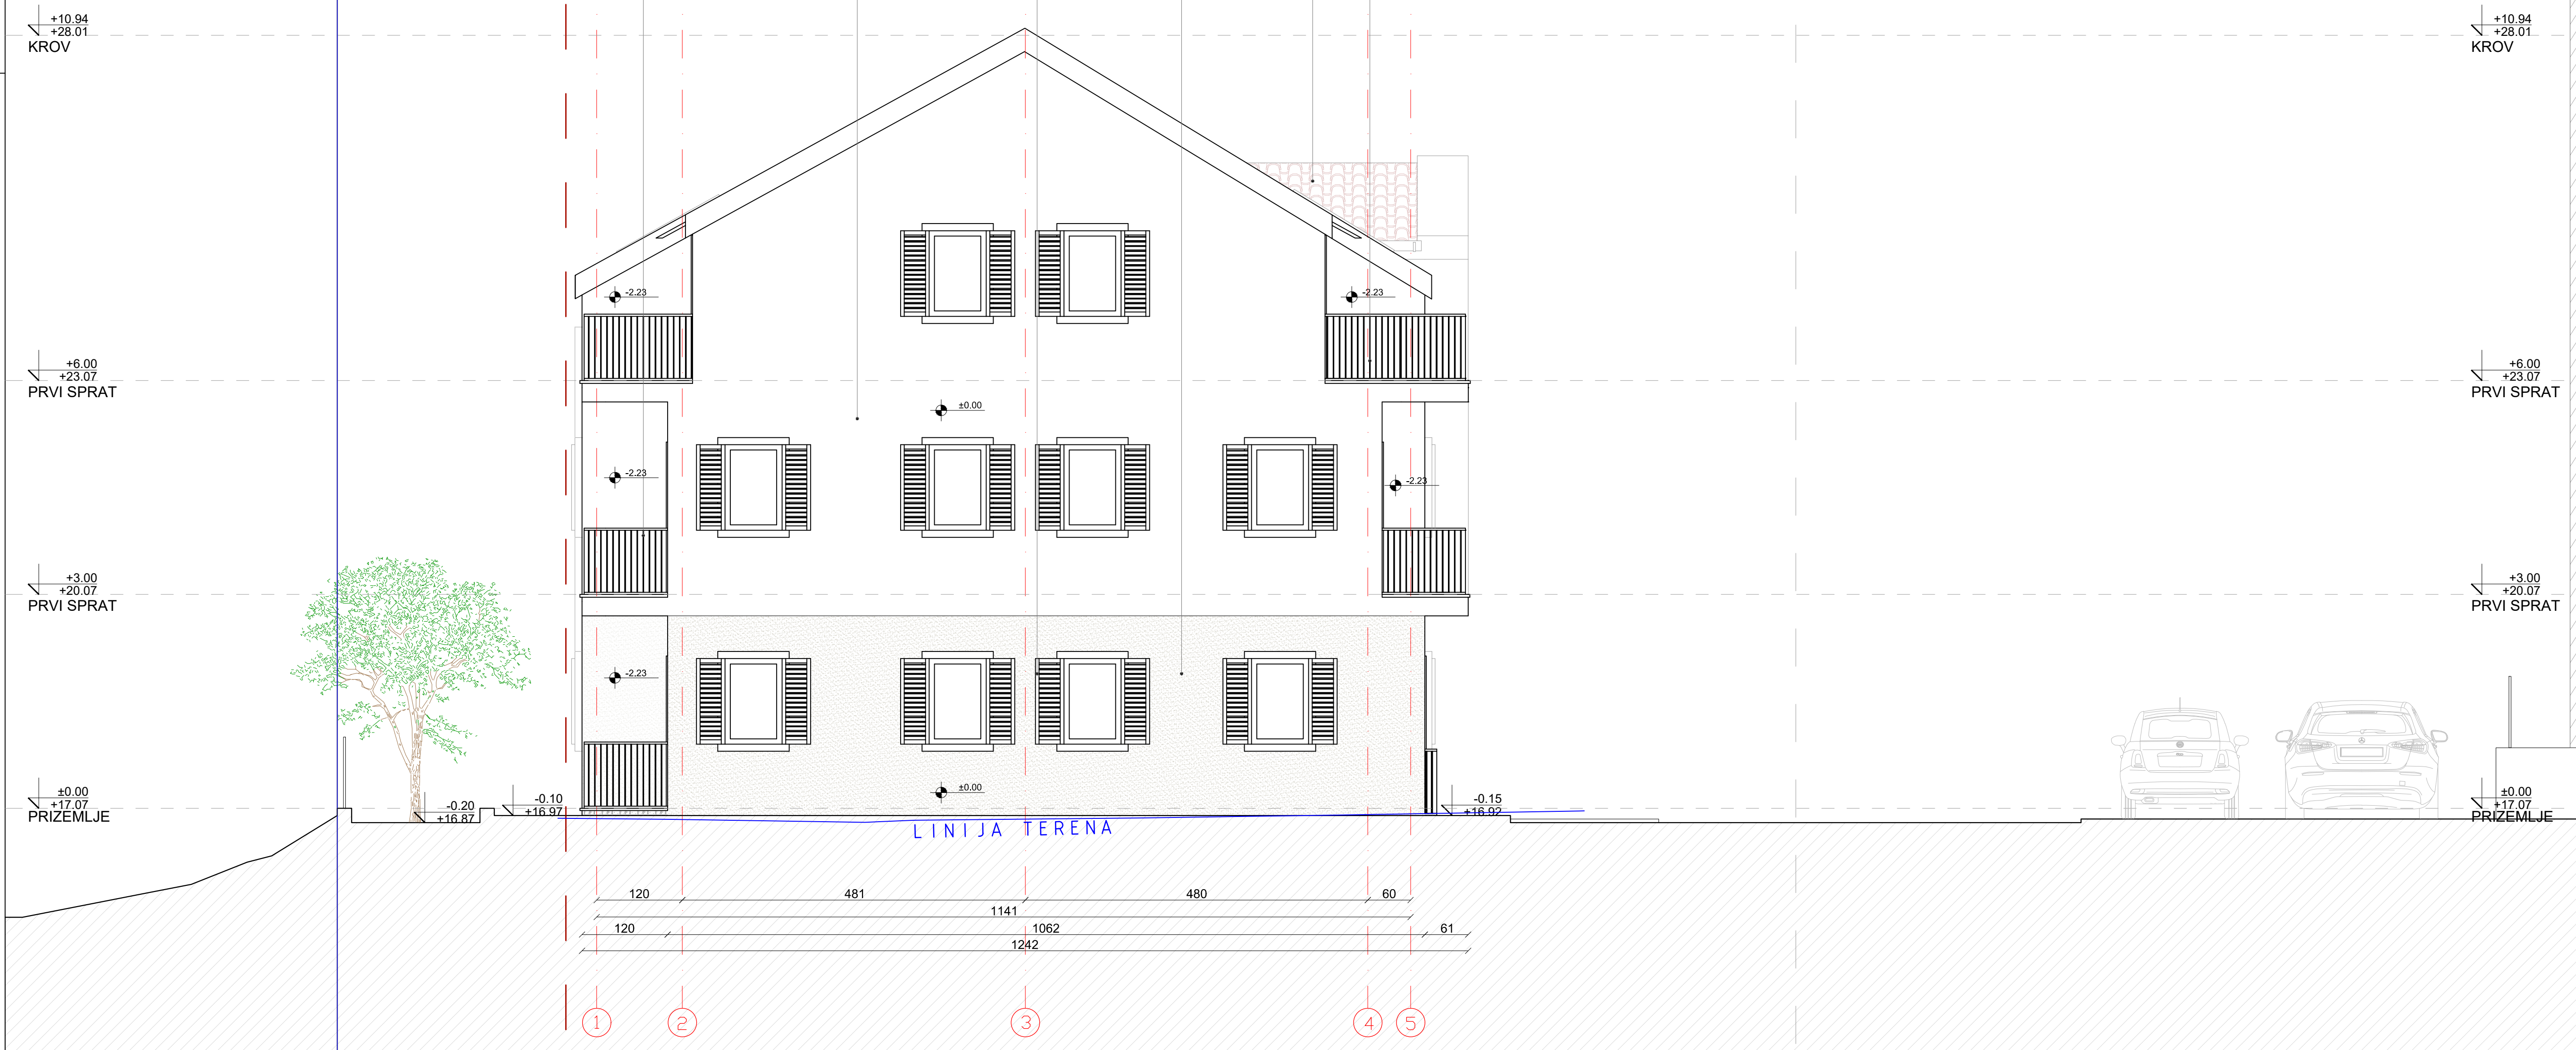 +10.94
+28.01
KROV
+10.94
+28.01
KROV
-2.23
-2.23
+6.00
+23.07
PRVI SPRAT
+6.00
+23.07
PRVI SPRAT
±0.00
-2.23
-2.23
+3.00
+20.07
PRVI SPRAT
+3.00
+20.07
PRVI SPRAT
-2.23
±0.00
±0.00
+17.07
PRIZEMLJE
-0.20
+16.87
-0.10
+16.97
-0.15
+16.92
±0.00
+17.07
PRIZEMLJE
LINIJA TERENA
120 481 480 60
1141
120 1062 61
1242
1 2 3 4 5